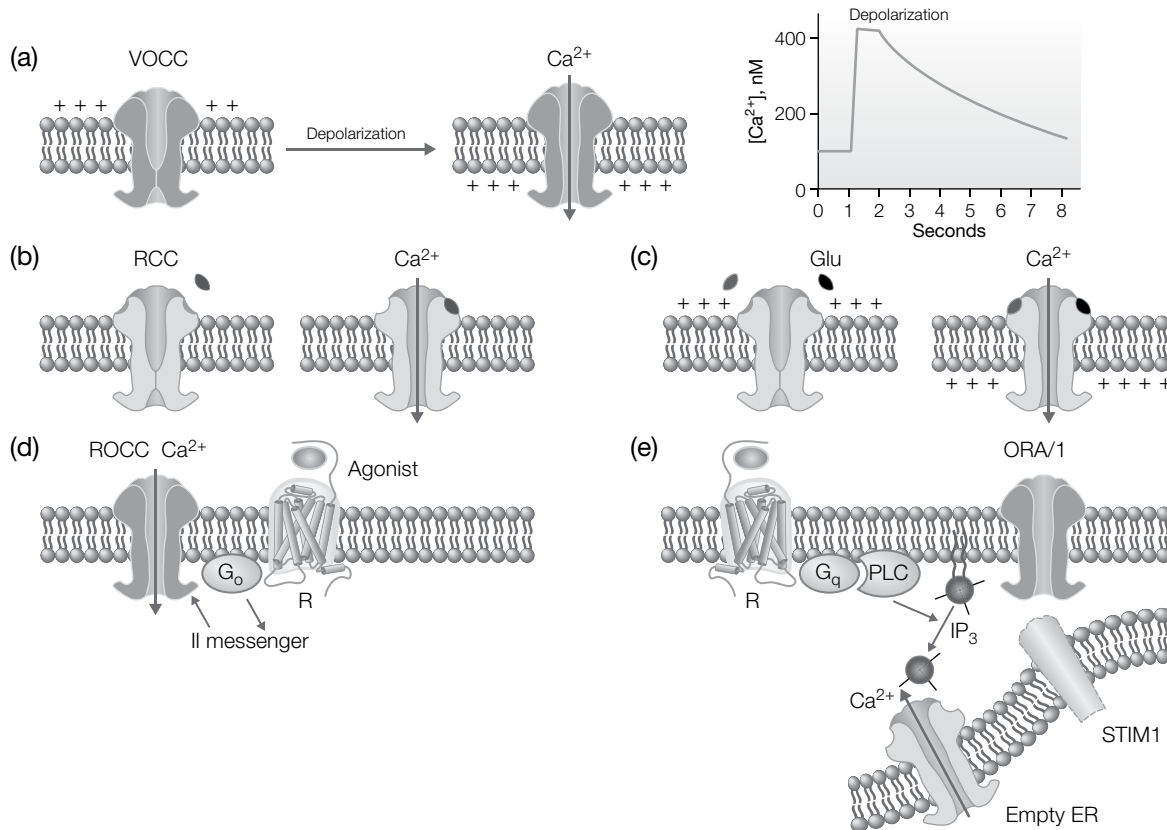 (a)
VOCC
+ + +
+ +
Depolarization
Ca²⁺
+ + +
+ + +
Depolarization
[Ca²⁺], nM
400
200
0
0 1 2 3 4 5 6 7 8
Seconds
(b)
RCC
Ca²⁺
(c)
Glu
+ + +
+ + +
Ca²⁺
+ + +
+ + + +
(d)
ROCC Ca²⁺
Agonist
Gₒ
R
II messenger
(e)
ORA/1
R
G_q
PLC
IP₃
Ca²⁺
STIM1
Empty ER